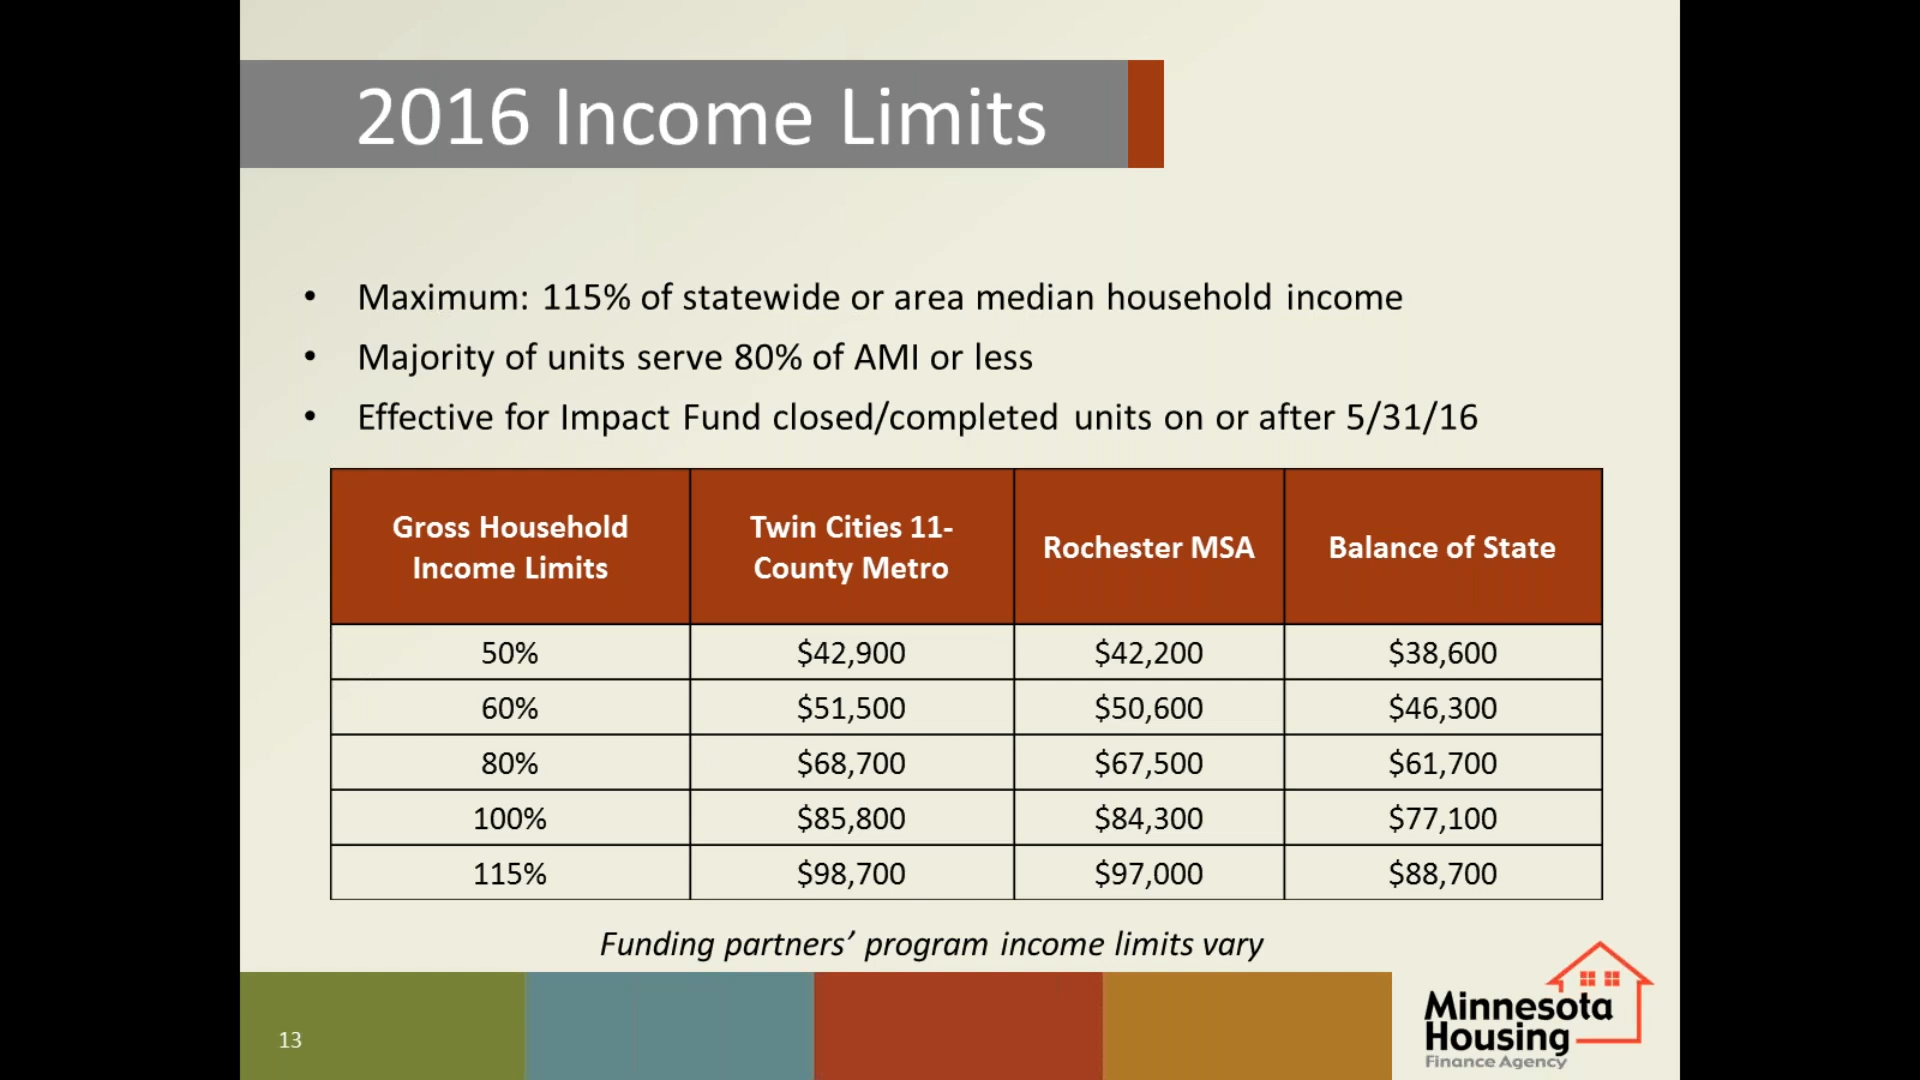 2016 Income Limits
• Maximum: 115% of statewide or area median household income
• Majority of units serve 80% of AMI or less
• Effective for Impact Fund closed/completed units on or after 5/31/16
Gross Household Income Limits | Twin Cities 11-County Metro | Rochester MSA | Balance of State
50% | $42,900 | $42,200 | $38,600
60% | $51,500 | $50,600 | $46,300
80% | $68,700 | $67,500 | $61,700
100% | $85,800 | $84,300 | $77,100
115% | $98,700 | $97,000 | $88,700
Funding partners’ program income limits vary
13
Minnesota
Housing
Finance Agency